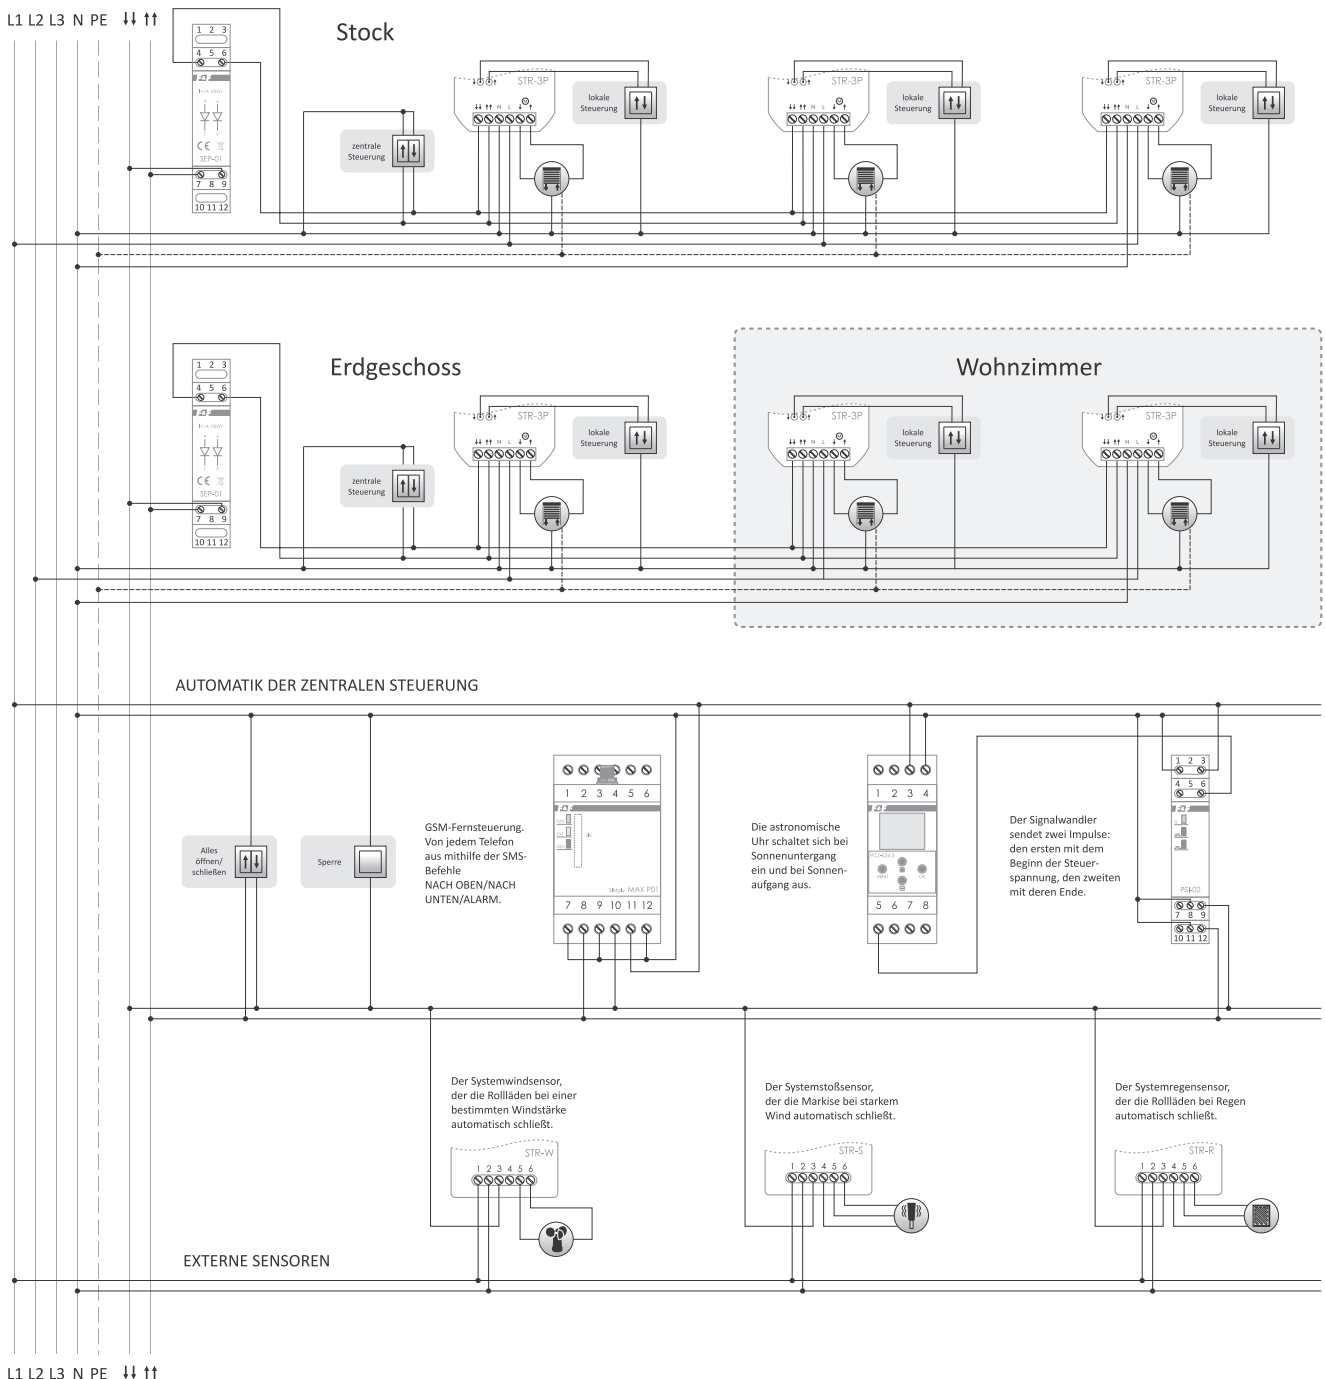 L1 L2 L3 N PE ↓↓ ↑↑
Stock
1 2 3
4 5 6
F&F
I=1A 1000V
CE
SEP-01
7 8 9
10 11 12
zentrale
Steuerung
STR-3P
↓↓ ↑↑ N L ↓ M ↑
lokale
Steuerung
STR-3P
↓↓ ↑↑ N L ↓ M ↑
lokale
Steuerung
STR-3P
↓↓ ↑↑ N L ↓ M ↑
lokale
Steuerung
Erdgeschoss
Wohnzimmer
1 2 3
4 5 6
F&F
I=1A 1000V
CE
SEP-01
7 8 9
10 11 12
zentrale
Steuerung
STR-3P
↓↓ ↑↑ N L ↓ M ↑
lokale
Steuerung
STR-3P
↓↓ ↑↑ N L ↓ M ↑
lokale
Steuerung
STR-3P
↓↓ ↑↑ N L ↓ M ↑
lokale
Steuerung
AUTOMATIK DER ZENTRALEN STEUERUNG
Alles
öffnen/
schließen
Sperre
GSM-Fernsteuerung.
Von jedem Telefon
aus mithilfe der SMS-
Befehle
NACH OBEN/NACH
UNTEN/ALARM.
1 2 3 4 5 6
F&F
MAX P01
7 8 9 10 11 12
Die astronomische
Uhr schaltet sich bei
Sonnenuntergang
ein und bei Sonnen-
aufgang aus.
1 2 3 4
F&F
MENU
OK
5 6 7 8
Der Signalwandler
sendet zwei Impulse:
den ersten mit dem
Beginn der Steuer-
spannung, den zweiten
mit deren Ende.
1 2 3
4 5 6
F&F
PSI-02
7 8 9
10 11 12
Der Systemwindsensor,
der die Rollläden bei einer
bestimmten Windstärke
automatisch schließt.
STR-W
1 2 3 4 5 6
Der Systemstoßsensor,
der die Markise bei starkem
Wind automatisch schließt.
STR-S
1 2 3 4 5 6
Der Systemregensensor,
der die Rollläden bei Regen
automatisch schließt.
STR-R
1 2 3 4 5 6
EXTERNE SENSOREN
L1 L2 L3 N PE ↓↓ ↑↑